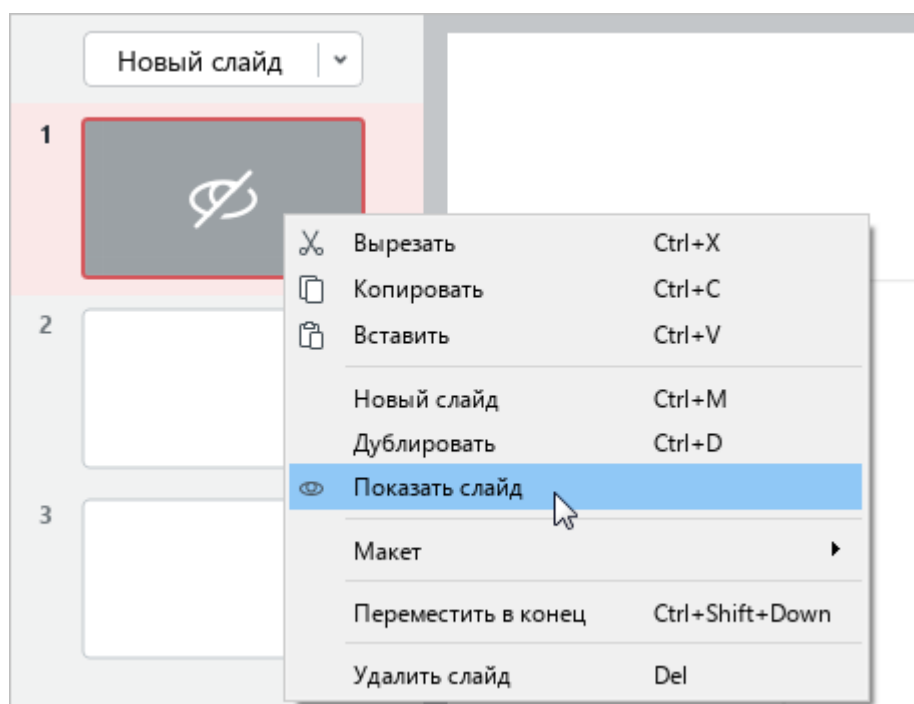 Новый слайд
1
Вырезать Ctrl+X
Копировать Ctrl+C
2
Вставить Ctrl+V
Новый слайд Ctrl+M
Дублировать Ctrl+D
Показать слайд
3
Макет
Переместить в конец Ctrl+Shift+Down
Удалить слайд Del